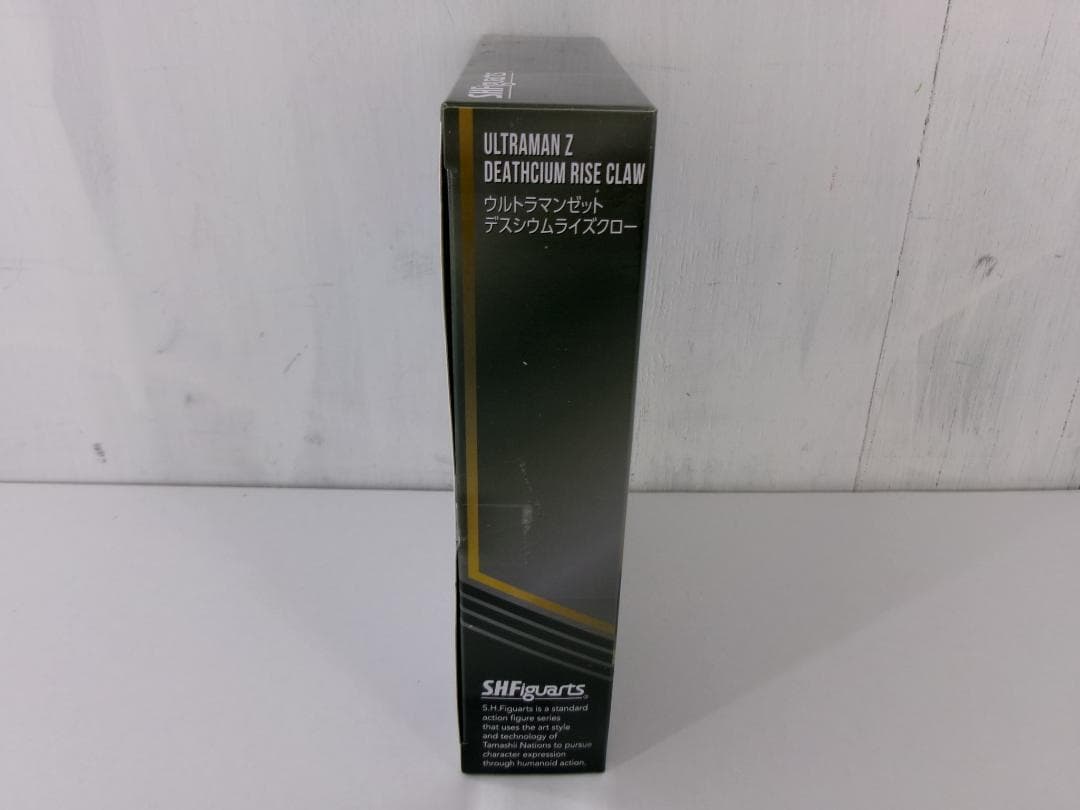 S.H.Figuarts
ULTRAMAN Z
DEATHCIUM RISE CLAW
ウルトラマンゼット
デスシウムライズクロー
S.H.Figuarts
S.H.Figuarts is a standard
action figure series
that uses the art style
and technology of
Tamashii Nations to pursue
character expression
through humanoid action.